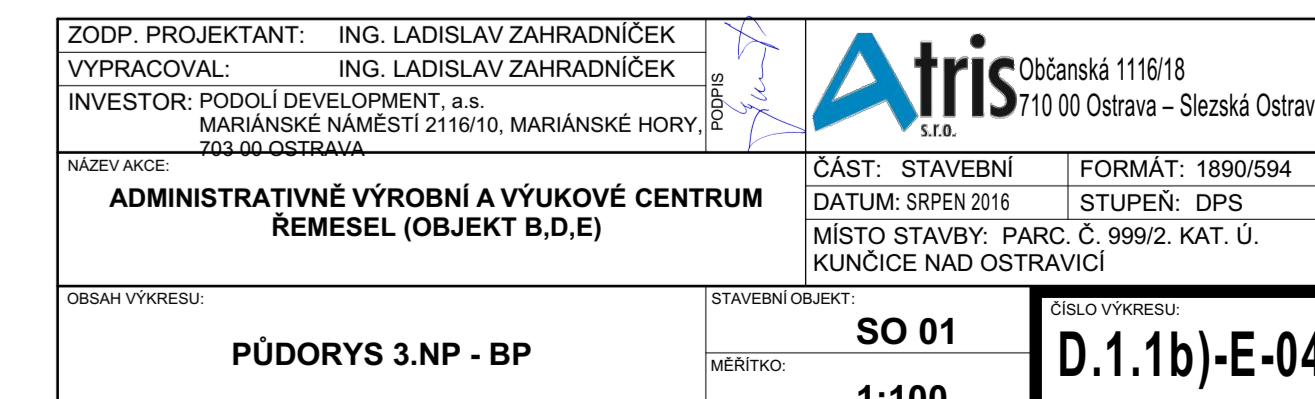 ZODP. PROJEKTANT: ING. LADISLAV ZAHRADNÍČEK
VYPRACOVAL: ING. LADISLAV ZAHRADNÍČEK
INVESTOR: PODOLÍ DEVELOPMENT, a.s.
MARIÁNSKÉ NÁMĚSTÍ 2116/10, MARIÁNSKÉ HORY,
703 00 OSTRAVA
PODPIS
Atris
s.r.o.
Občanská 1116/18
710 00 Ostrava – Slezská Ostrav
NÁZEV AKCE:
ADMINISTRATIVNĚ VÝROBNÍ A VÝUKOVÉ CENTRUM
ŘEMESEL (OBJEKT B,D,E)
ČÁST: STAVEBNÍ
FORMÁT: 1890/594
DATUM: SRPEN 2016
STUPEŇ: DPS
MÍSTO STAVBY: PARC. Č. 999/2. KAT. Ú.
KUNČICE NAD OSTRAVICÍ
OBSAH VÝKRESU:
PŮDORYS 3.NP - BP
STAVEBNÍ OBJEKT:
SO 01
MĚŘÍTKO:
1:100
ČÍSLO VÝKRESU:
D.1.1b)-E-04